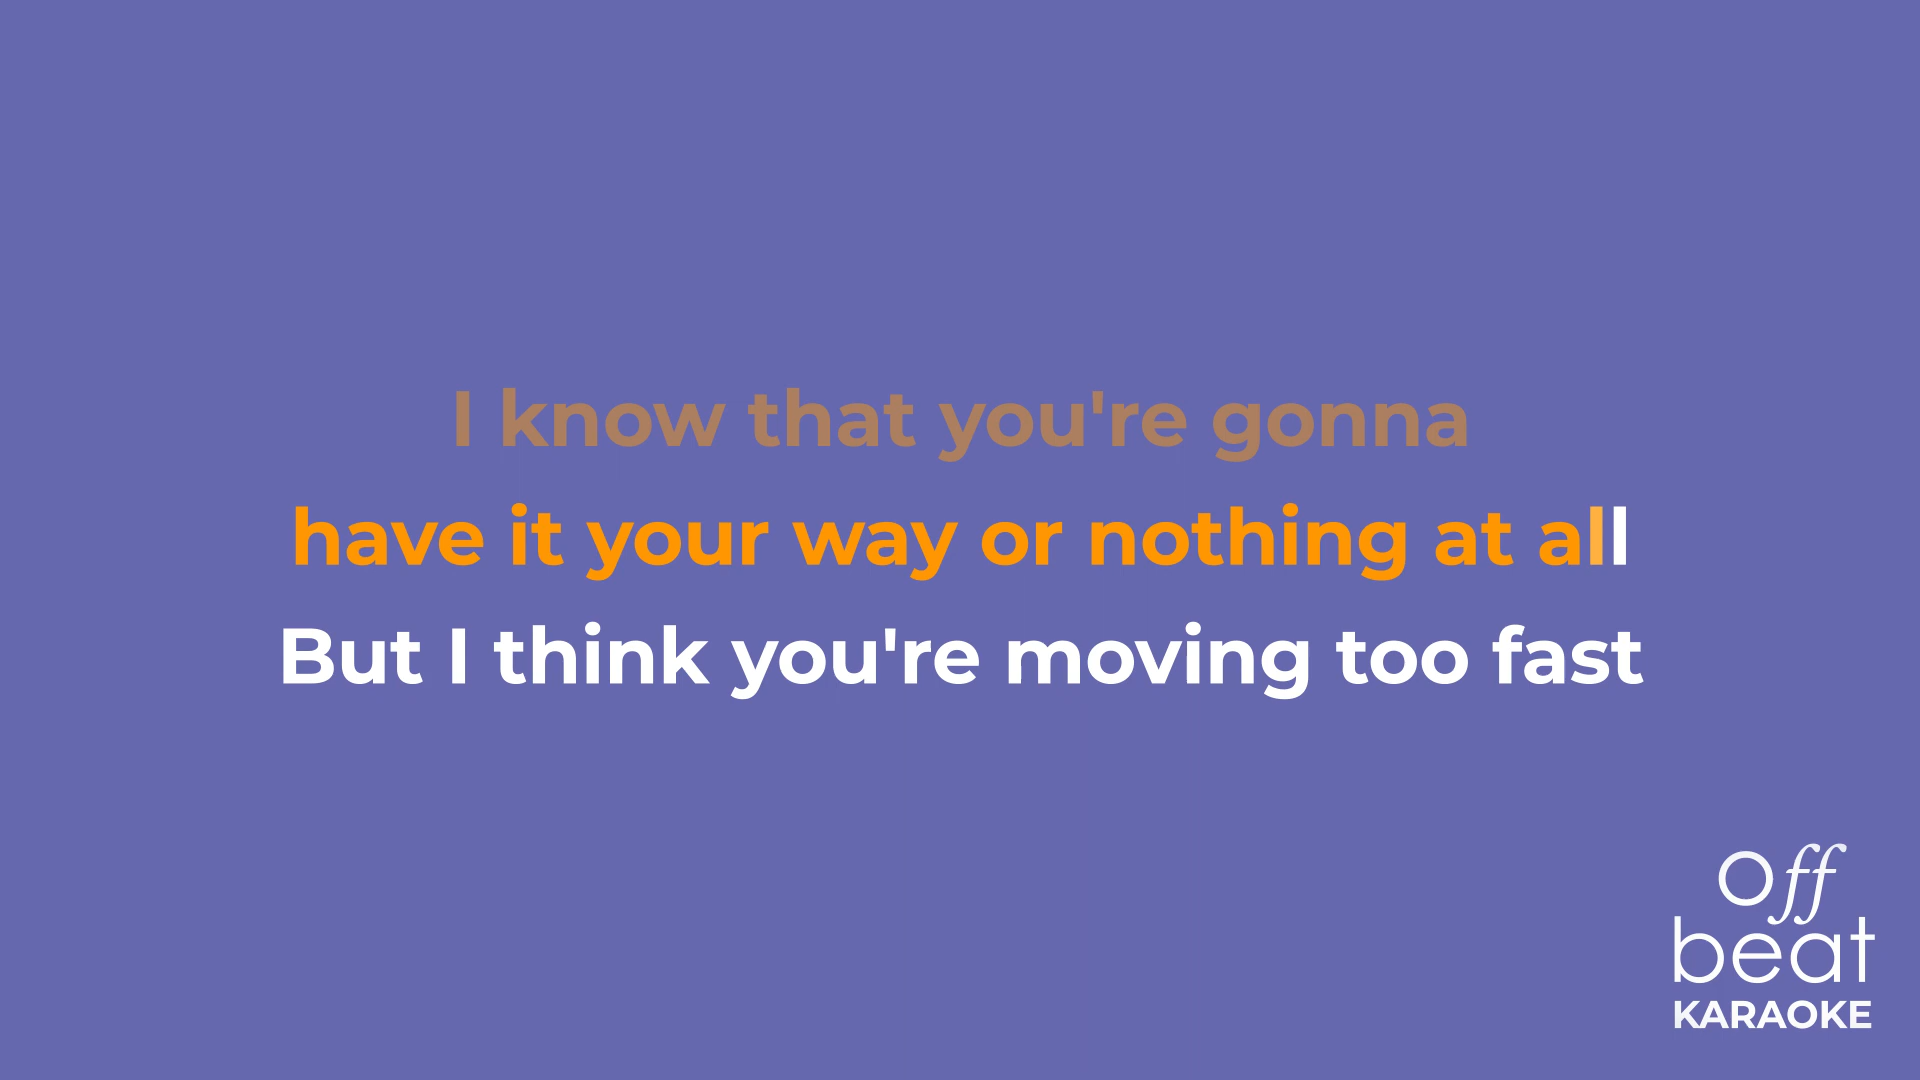 I know that you're gonna
have it your way or nothing at all
But I think you're moving too fast
Off
beat
KARAOKE